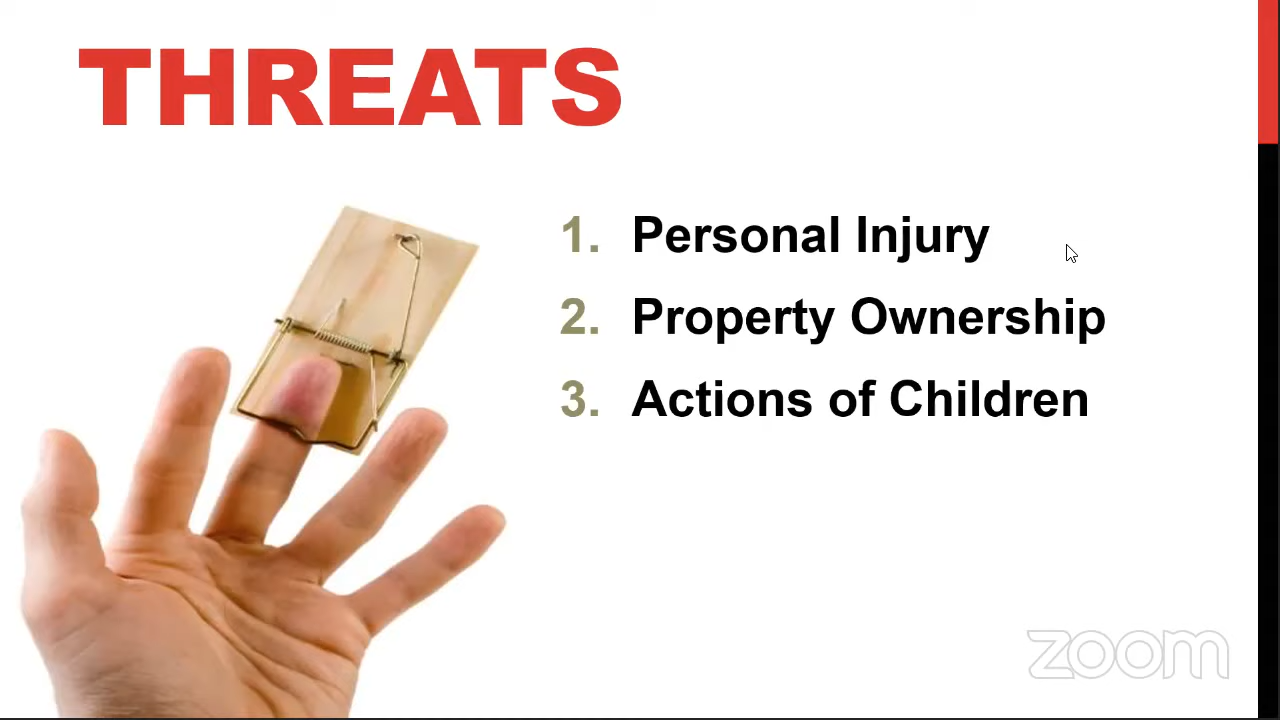 THREATS
1. Personal Injury
2. Property Ownership
3. Actions of Children
zoom